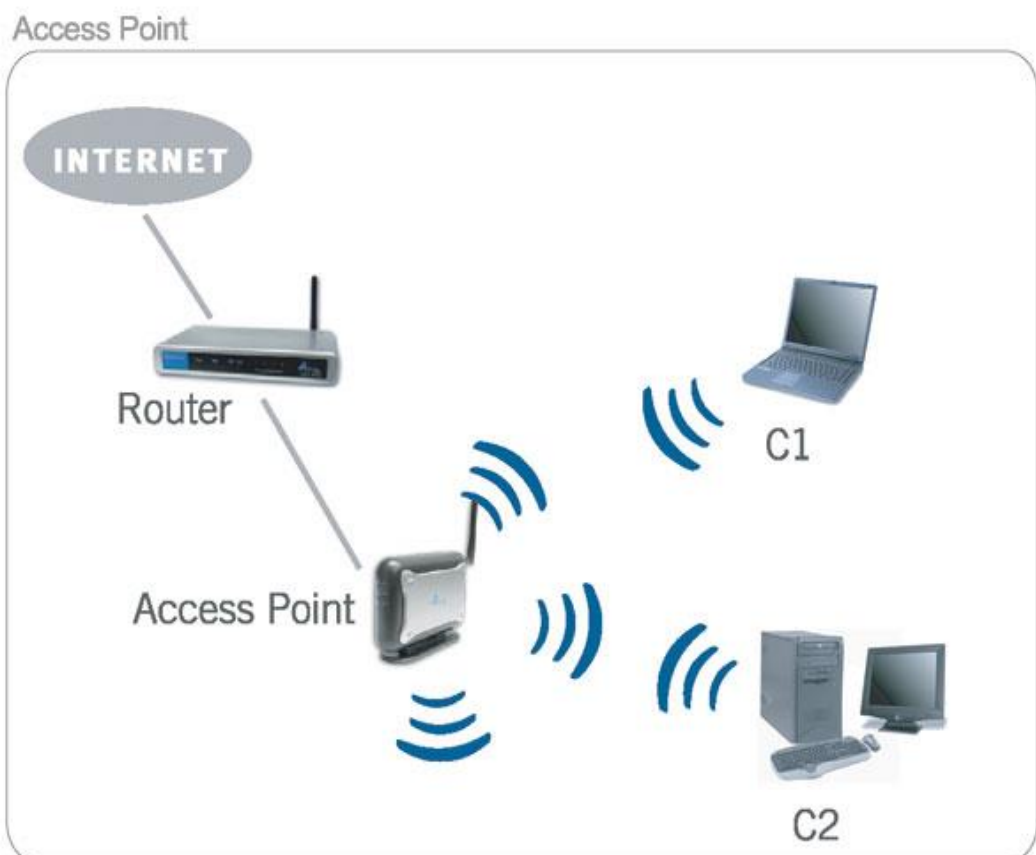 Access Point
INTERNET
Router
C1
Access Point
C2